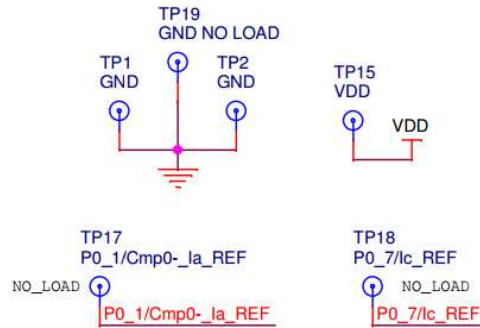 TP19
GND NO LOAD
TP1
GND
TP2
GND
TP15
VDD
VDD
TP17
P0_1/Cmp0-_Ia_REF
NO_LOAD
P0_1/Cmp0-_Ia_REF
TP18
P0_7/Ic_REF
NO_LOAD
P0_7/Ic_REF